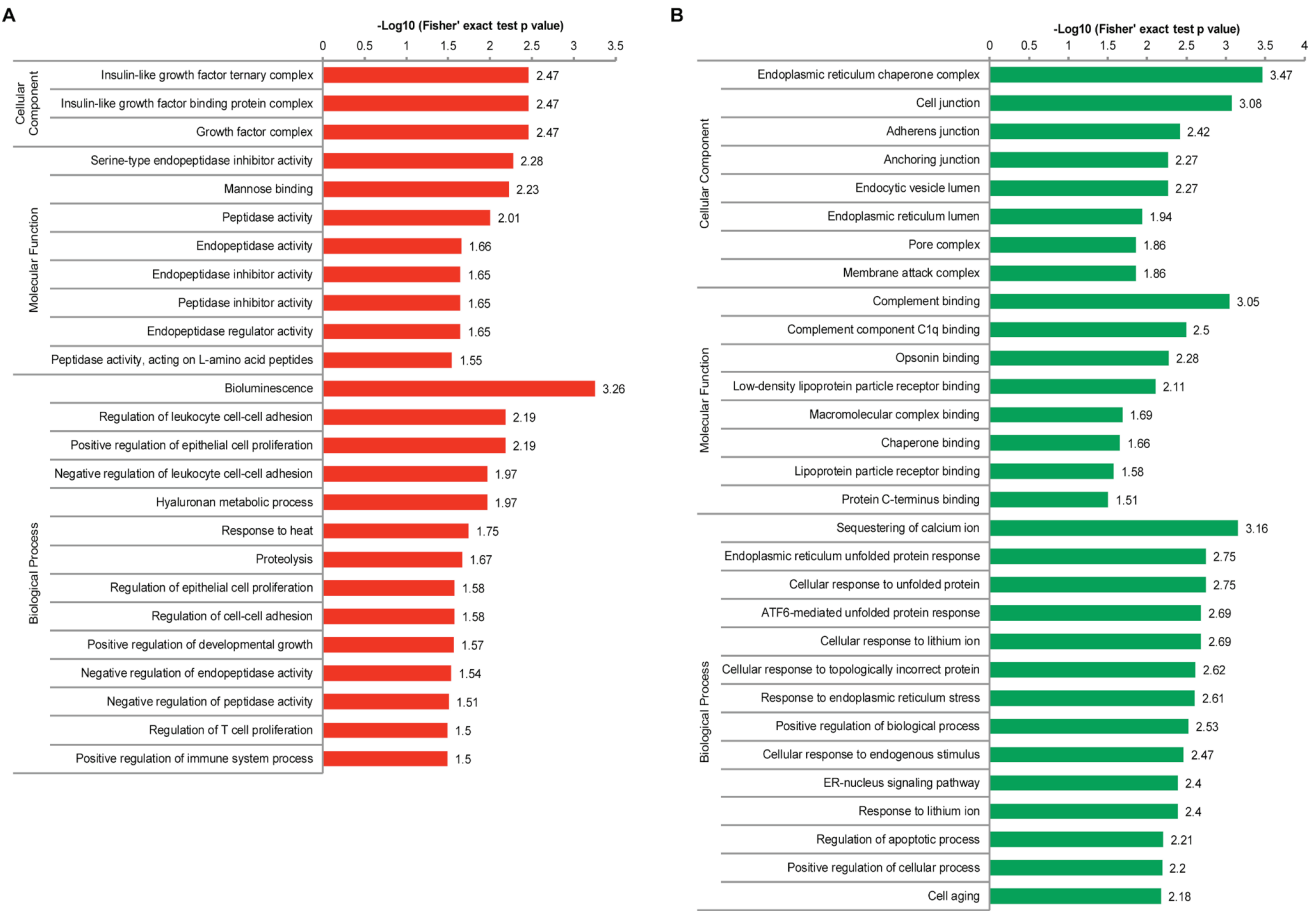 A
-Log10 (Fisher' exact test p value)
0 0.5 1 1.5 2 2.5 3 3.5
Cellular
Component
Insulin-like growth factor ternary complex 2.47
Insulin-like growth factor binding protein complex 2.47
Growth factor complex 2.47
Molecular Function
Serine-type endopeptidase inhibitor activity 2.28
Mannose binding 2.23
Peptidase activity 2.01
Endopeptidase activity 1.66
Endopeptidase inhibitor activity 1.65
Peptidase inhibitor activity 1.65
Endopeptidase regulator activity 1.65
Peptidase activity, acting on L-amino acid peptides 1.55
Biological Process
Bioluminescence 3.26
Regulation of leukocyte cell-cell adhesion 2.19
Positive regulation of epithelial cell proliferation 2.19
Negative regulation of leukocyte cell-cell adhesion 1.97
Hyaluronan metabolic process 1.97
Response to heat 1.75
Proteolysis 1.67
Regulation of epithelial cell proliferation 1.58
Regulation of cell-cell adhesion 1.58
Positive regulation of developmental growth 1.57
Negative regulation of endopeptidase activity 1.54
Negative regulation of peptidase activity 1.51
Regulation of T cell proliferation 1.5
Positive regulation of immune system process 1.5
B
-Log10 (Fisher' exact test p value)
0 0.5 1 1.5 2 2.5 3 3.5 4
Cellular Component
Endoplasmic reticulum chaperone complex 3.47
Cell junction 3.08
Adherens junction 2.42
Anchoring junction 2.27
Endocytic vesicle lumen 2.27
Endoplasmic reticulum lumen 1.94
Pore complex 1.86
Membrane attack complex 1.86
Molecular Function
Complement binding 3.05
Complement component C1q binding 2.5
Opsonin binding 2.28
Low-density lipoprotein particle receptor binding 2.11
Macromolecular complex binding 1.69
Chaperone binding 1.66
Lipoprotein particle receptor binding 1.58
Protein C-terminus binding 1.51
Biological Process
Sequestering of calcium ion 3.16
Endoplasmic reticulum unfolded protein response 2.75
Cellular response to unfolded protein 2.75
ATF6-mediated unfolded protein response 2.69
Cellular response to lithium ion 2.69
Cellular response to topologically incorrect protein 2.62
Response to endoplasmic reticulum stress 2.61
Positive regulation of biological process 2.53
Cellular response to endogenous stimulus 2.47
ER-nucleus signaling pathway 2.4
Response to lithium ion 2.4
Regulation of apoptotic process 2.21
Positive regulation of cellular process 2.2
Cell aging 2.18